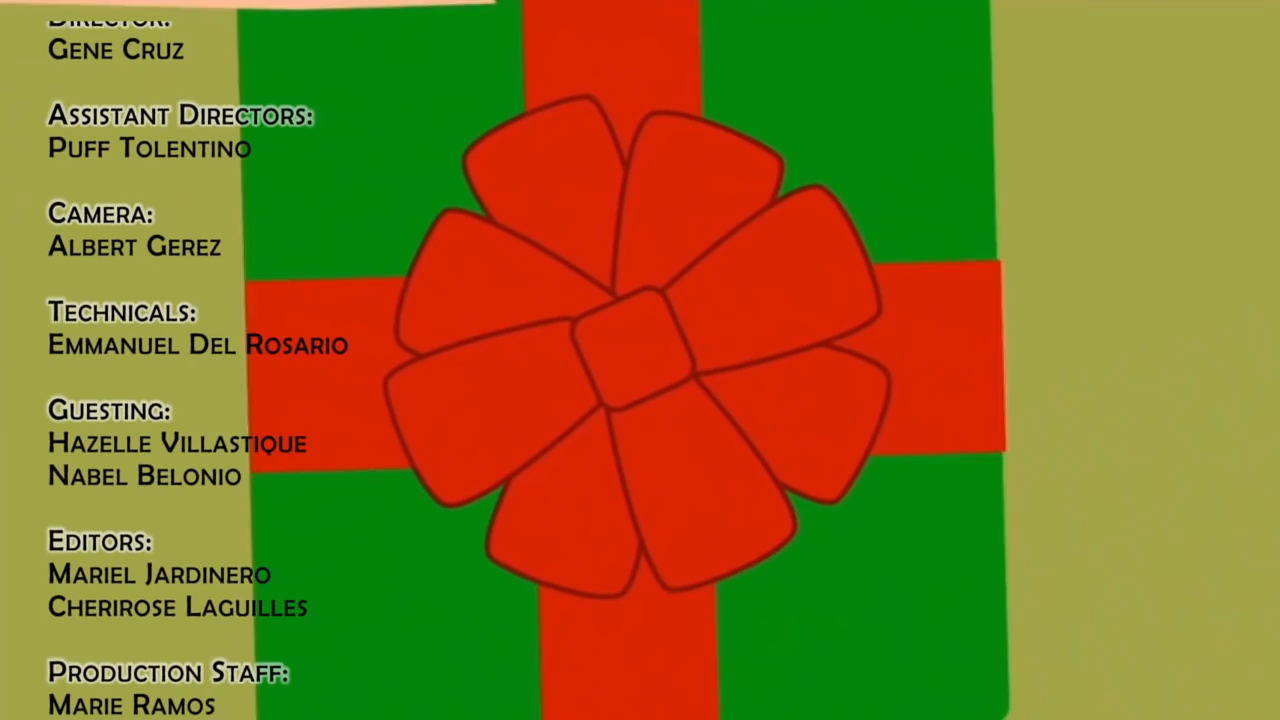 DIRECTOR:
GENE CRUZ
ASSISTANT DIRECTORS:
PUFF TOLENTINO
CAMERA:
ALBERT GEREZ
TECHNICALS:
EMMANUEL DEL ROSARIO
GUESTING:
HAZELLE VILLASTIQUE
NABEL BELONIO
EDITORS:
MARIEL JARDINERO
CHERIROSE LAGUILLES
PRODUCTION STAFF:
MARIE RAMOS